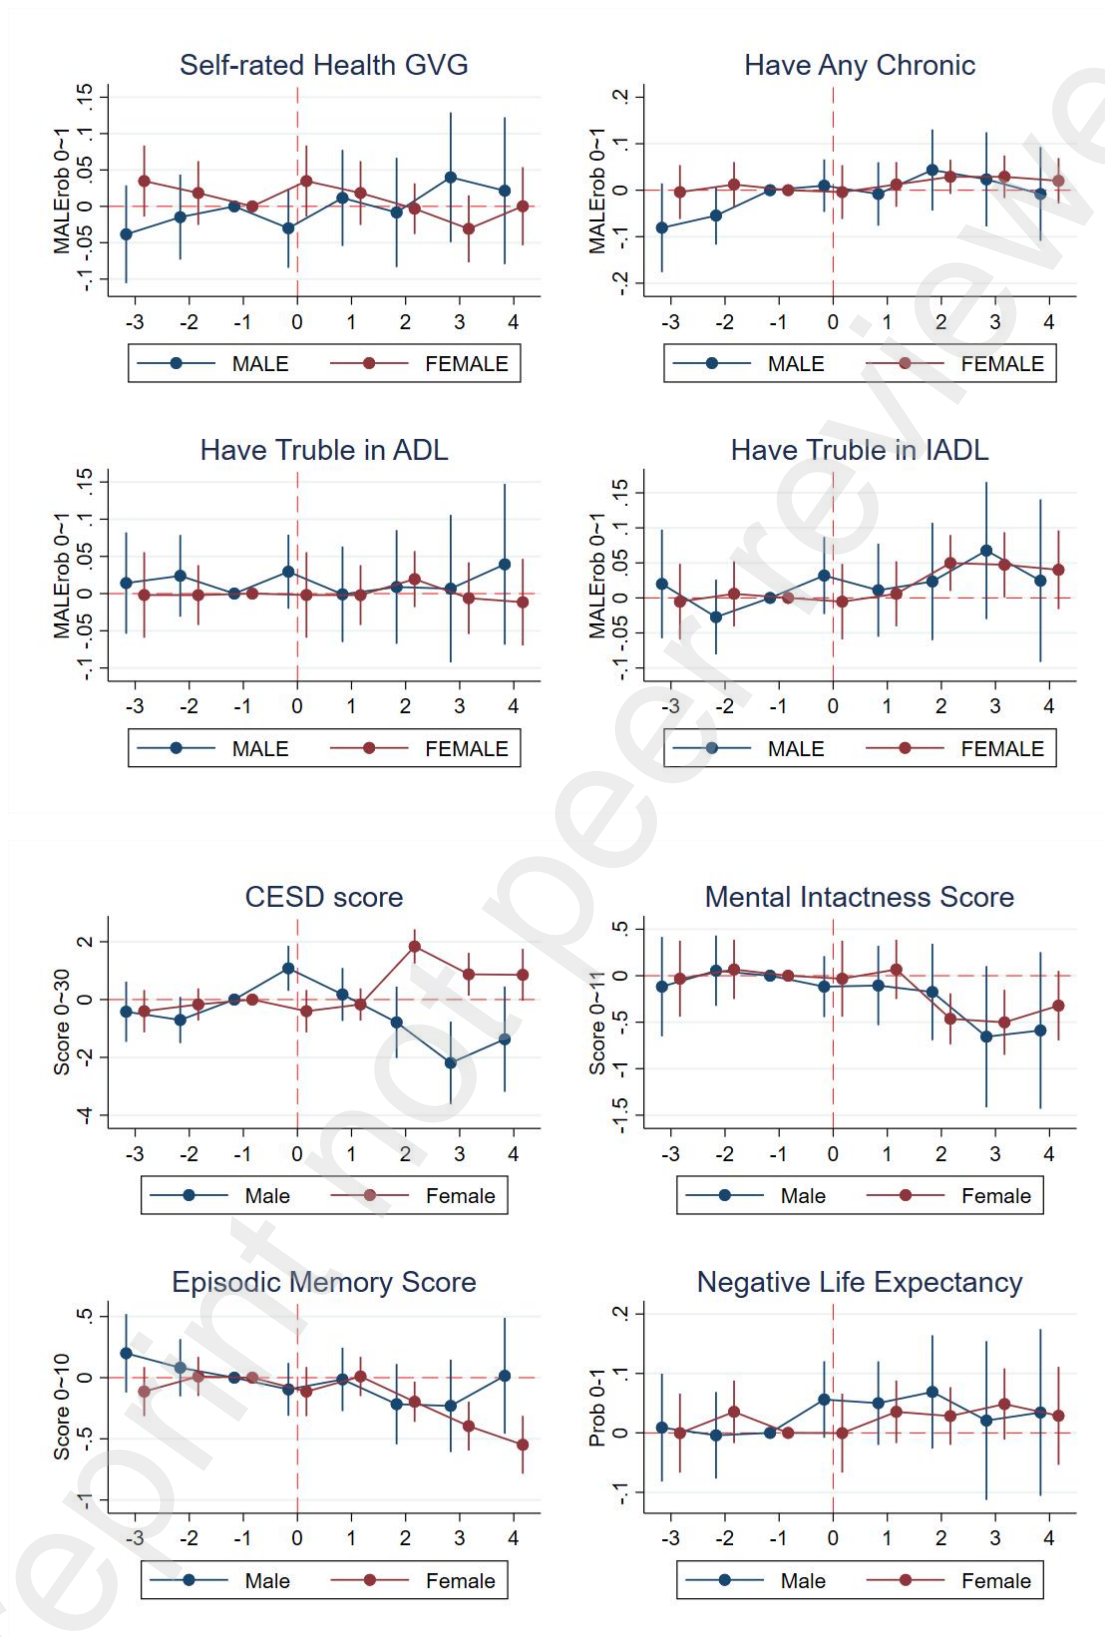 Self-rated Health GVG
MALErob 0~1
.15
.1
.05
0
-.05
-.1
-3 -2 -1 0 1 2 3 4
MALE FEMALE
Have Any Chronic
MALErob 0~1
.2
.1
0
-.1
-.2
-3 -2 -1 0 1 2 3 4
MALE FEMALE
Have Truble in ADL
MALErob 0~1
.15
.1
.05
0
-.05
-.1
-3 -2 -1 0 1 2 3 4
MALE FEMALE
Have Truble in IADL
MALErob 0~1
.15
.1
.05
0
-.05
-.1
-3 -2 -1 0 1 2 3 4
MALE FEMALE
CESD score
Score 0~30
2
0
-2
-4
-3 -2 -1 0 1 2 3 4
Male Female
Mental Intactness Score
Score 0~11
.5
0
-.5
-1
-1.5
-3 -2 -1 0 1 2 3 4
Male Female
Episodic Memory Score
Score 0~10
.5
0
-.5
-1
-3 -2 -1 0 1 2 3 4
Male Female
Negative Life Expectancy
Prob 0-1
.2
.1
0
-.1
-3 -2 -1 0 1 2 3 4
Male Female
eprint not peer reviewe